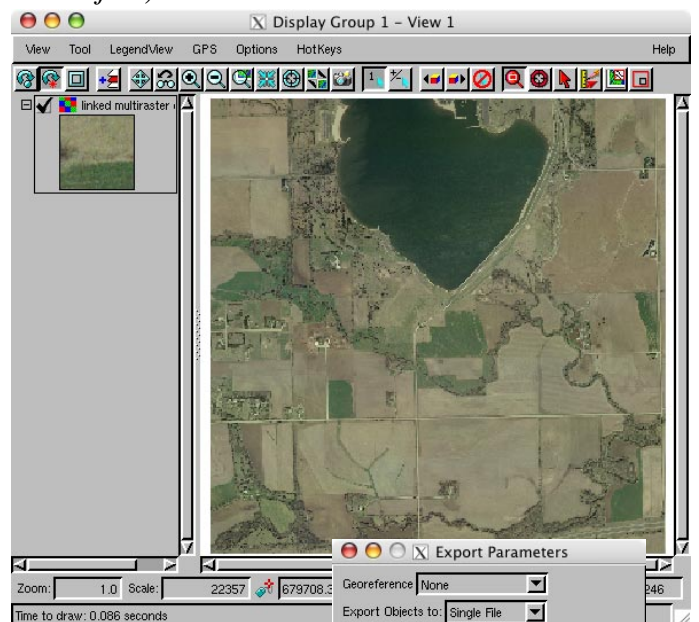 Display Group 1 - View 1
View Tool LegendView GPS Options HotKeys Help
1
linked multiraster
Export Parameters
Georeference None
Export Objects to: Single File
Zoom: 1.0 Scale: 22357 679708.3 246
Time to draw: 0.086 seconds